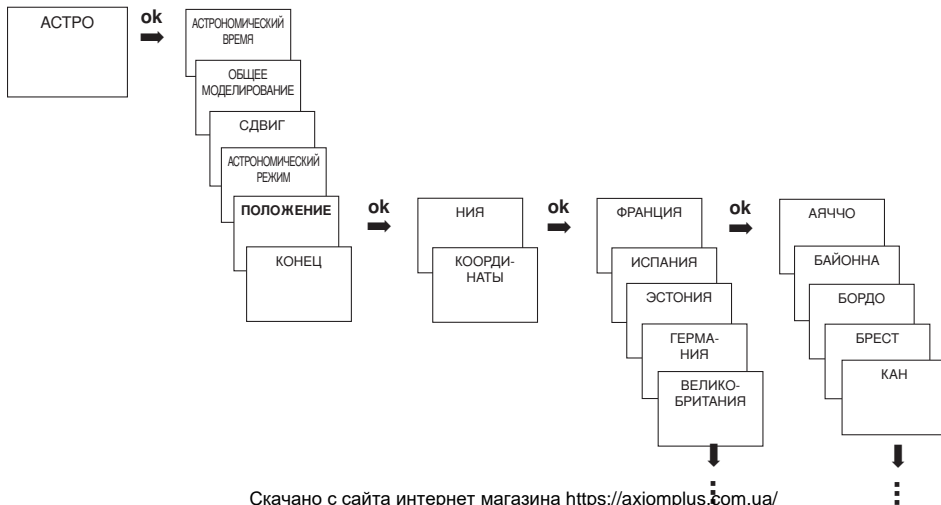 АСТРО
ok
АСТРОНОМИЧЕСКИЙ
ВРЕМЯ
ОБЩЕЕ
МОДЕЛИРОВАНИЕ
СДВИГ
АСТРОНОМИЧЕСКИЙ
РЕЖИМ
ПОЛОЖЕНИЕ
КОНЕЦ
ok
НИЯ
КООРДИ-
НАТЫ
ok
ФРАНЦИЯ
ИСПАНИЯ
ЭСТОНИЯ
ГЕРМА-
НИЯ
ВЕЛИКО-
БРИТАНИЯ
ok
АЯЧЧО
БАЙОННА
БОРДО
БРЕСТ
КАН
Скачано с сайта интернет магазина https://axiomplus.com.ua/